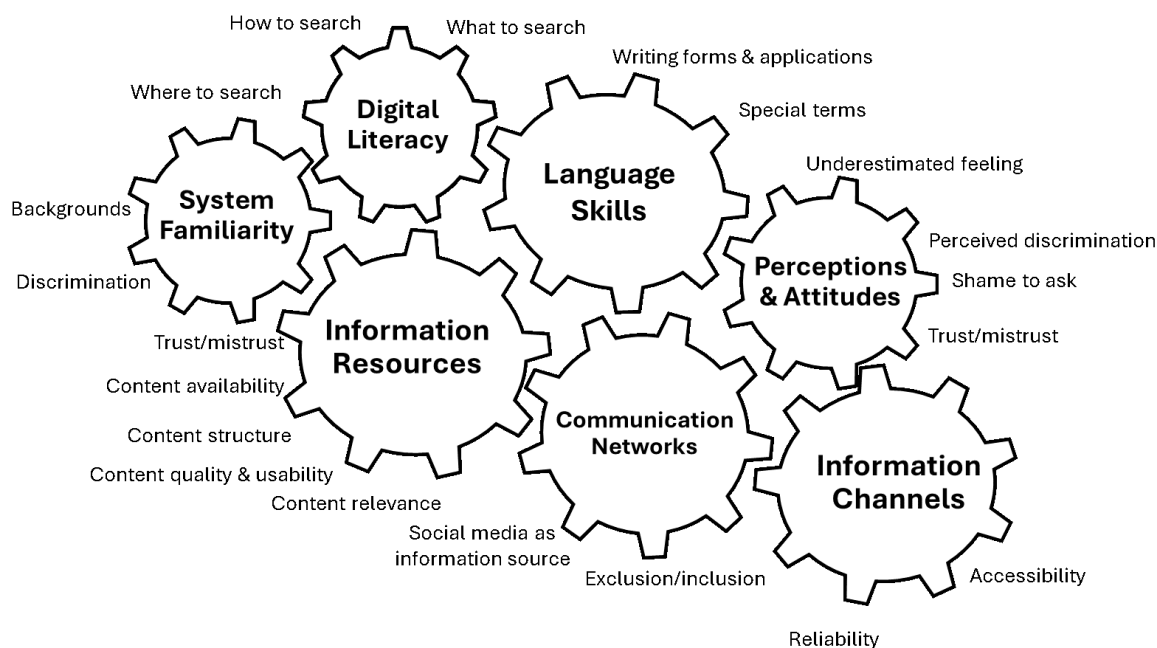 How to search
What to search
Where to search
Digital
Literacy
Writing forms & applications
Special terms
System
Familiarity
Backgrounds
Discrimination
Language
Skills
Underestimated feeling
Perceived discrimination
Shame to ask
Trust/mistrust
Perceptions
& Attitudes
Information
Resources
Trust/mistrust
Content availability
Content structure
Content quality & usability
Content relevance
Communication
Networks
Social media as
information source
Exclusion/inclusion
Information
Channels
Accessibility
Reliability